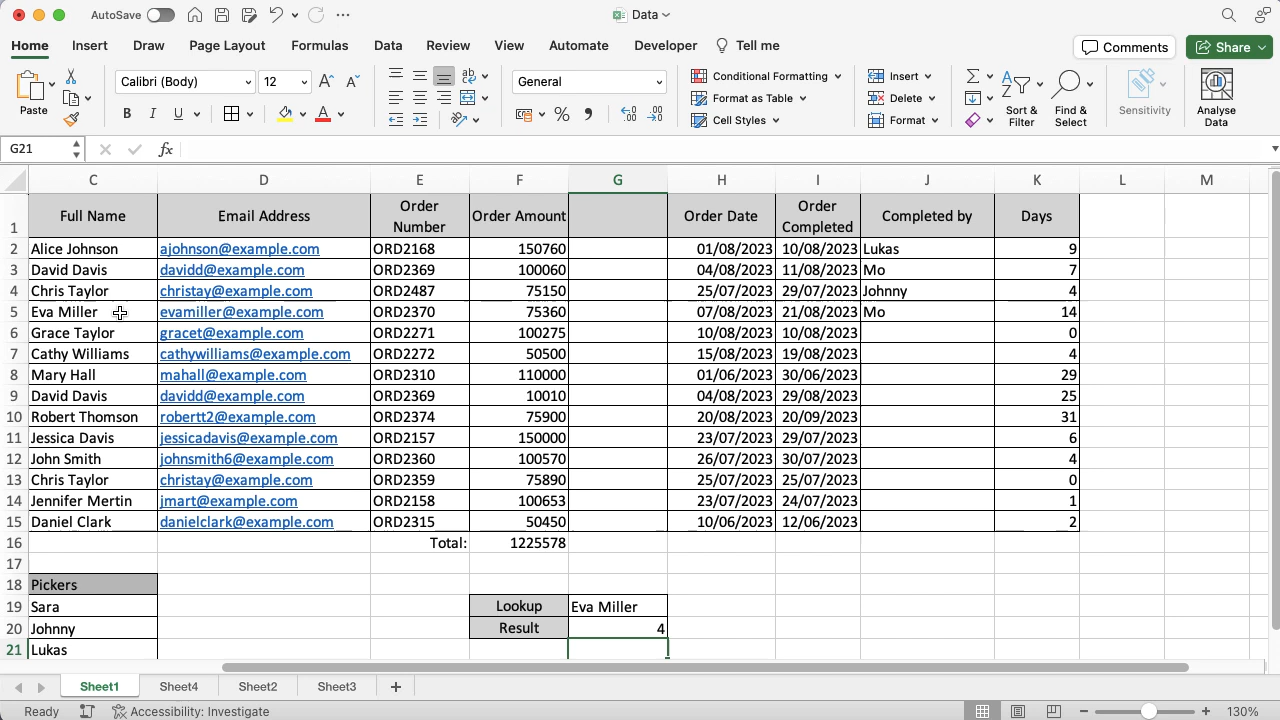 AutoSave
Data
Home Insert Draw Page Layout Formulas Data Review View Automate Developer Tell me
Comments Share
Paste
Calibri (Body) 12
B I U
General
Conditional Formatting
Format as Table
Cell Styles
Insert
Delete
Format
Sort & Filter
Find & Select
Sensitivity
Analyse Data
G21 fx
C D E F G H I J K L M
1 Full Name Email Address Order Number Order Amount Order Date Order Completed Completed by Days
2 Alice Johnson ajohnson@example.com ORD2168 150760 01/08/2023 10/08/2023 Lukas 9
3 David Davis davidd@example.com ORD2369 100060 04/08/2023 11/08/2023 Mo 7
4 Chris Taylor christay@example.com ORD2487 75150 25/07/2023 29/07/2023 Johnny 4
5 Eva Miller evamiller@example.com ORD2370 75360 07/08/2023 21/08/2023 Mo 14
6 Grace Taylor gracet@example.com ORD2271 100275 10/08/2023 10/08/2023 0
7 Cathy Williams cathywilliams@example.com ORD2272 50500 15/08/2023 19/08/2023 4
8 Mary Hall mahall@example.com ORD2310 110000 01/06/2023 30/06/2023 29
9 David Davis davidd@example.com ORD2369 10010 04/08/2023 29/08/2023 25
10 Robert Thomson robertt2@example.com ORD2374 75900 20/08/2023 20/09/2023 31
11 Jessica Davis jessicadavis@example.com ORD2157 150000 23/07/2023 29/07/2023 6
12 John Smith johnsmith6@example.com ORD2360 100570 26/07/2023 30/07/2023 4
13 Chris Taylor christay@example.com ORD2359 75890 25/07/2023 25/07/2023 0
14 Jennifer Mertin jmart@example.com ORD2158 100653 23/07/2023 24/07/2023 1
15 Daniel Clark danielclark@example.com ORD2315 50450 10/06/2023 12/06/2023 2
16 Total: 1225578
17
18 Pickers
19 Sara Lookup Eva Miller
20 Johnny Result 4
21 Lukas
Sheet1 Sheet4 Sheet2 Sheet3
Ready Accessibility: Investigate 130%